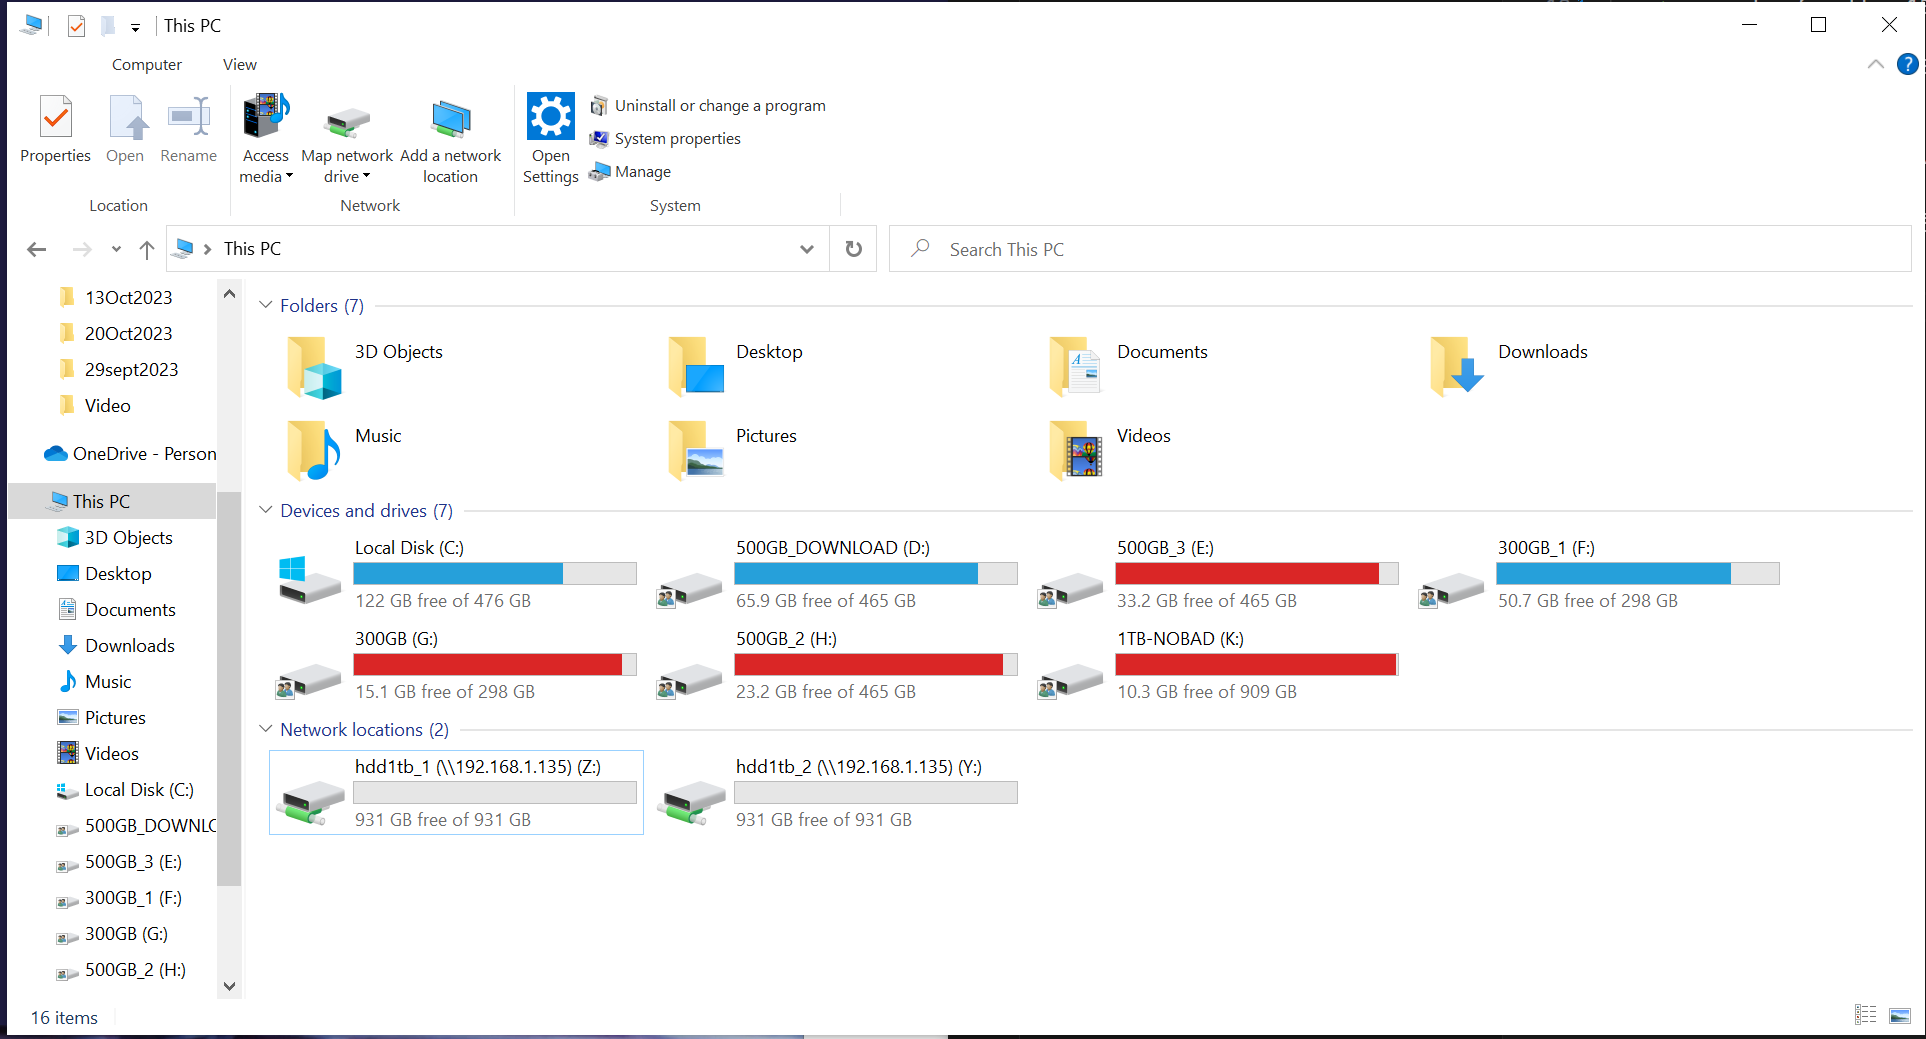 This PC
Computer View
Properties
Open
Rename
Access media
Map network drive
Add a network location
Open Settings
Uninstall or change a program
System properties
Manage
Location
Network
System
This PC
Search This PC
13Oct2023
20Oct2023
29sept2023
Video
OneDrive - Person
This PC
3D Objects
Desktop
Documents
Downloads
Music
Pictures
Videos
Local Disk (C:)
500GB_DOWNLO
500GB_3 (E:)
300GB_1 (F:)
300GB (G:)
500GB_2 (H:)
Folders (7)
3D Objects
Desktop
Documents
Downloads
Music
Pictures
Videos
Devices and drives (7)
Local Disk (C:)
122 GB free of 476 GB
500GB_DOWNLOAD (D:)
65.9 GB free of 465 GB
500GB_3 (E:)
33.2 GB free of 465 GB
300GB_1 (F:)
50.7 GB free of 298 GB
300GB (G:)
15.1 GB free of 298 GB
500GB_2 (H:)
23.2 GB free of 465 GB
1TB-NOBAD (K:)
10.3 GB free of 909 GB
Network locations (2)
hdd1tb_1 (\\192.168.1.135) (Z:)
931 GB free of 931 GB
hdd1tb_2 (\\192.168.1.135) (Y:)
931 GB free of 931 GB
16 items